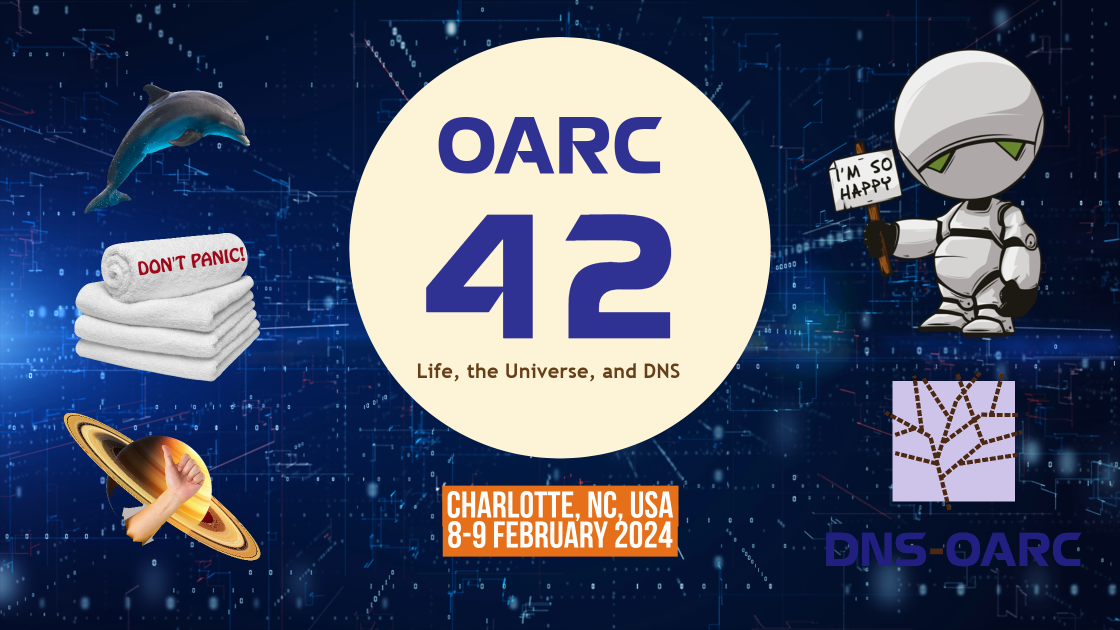 OARC
42
Life, the Universe, and DNS
DON'T PANIC!
I'M SO
HAPPY
CHARLOTTE, NC, USA
8-9 FEBRUARY 2024
DNS-OARC